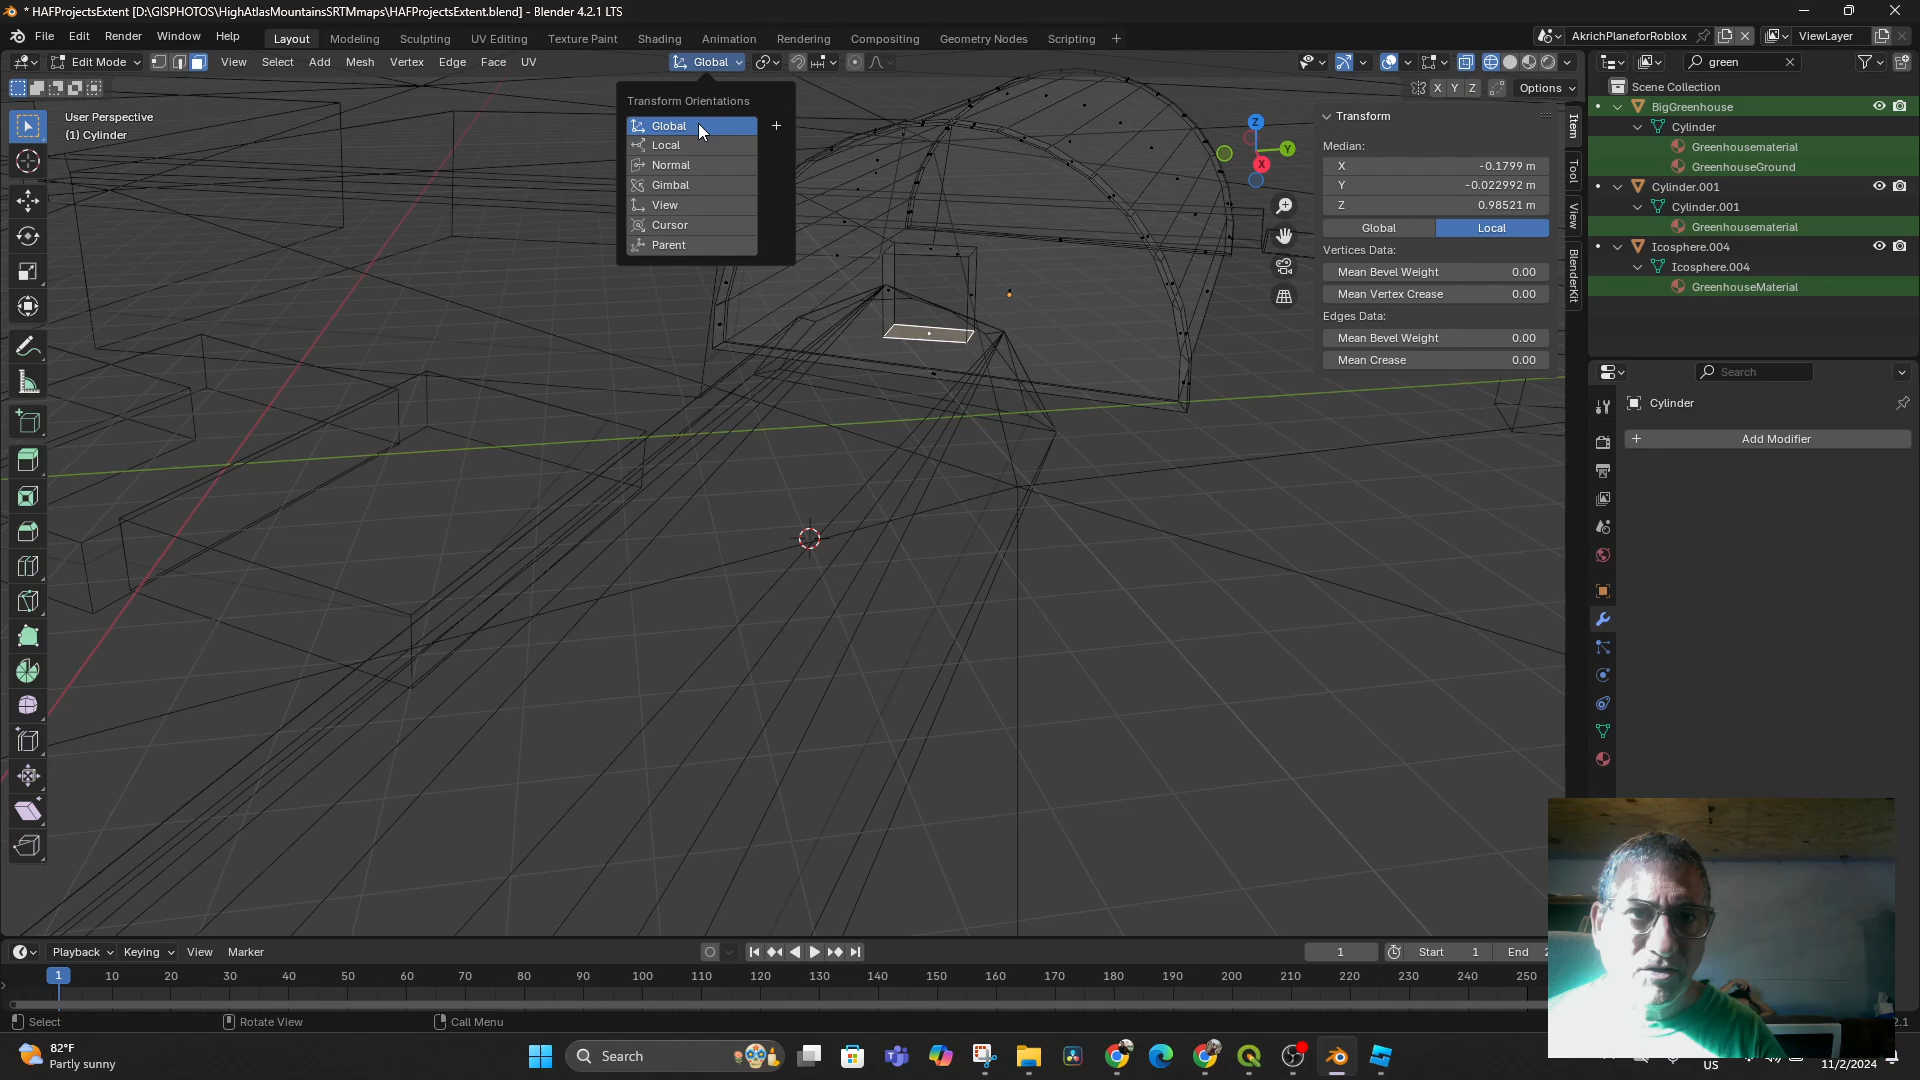 * HAFProjectsExtent [D:\GISPHOTOS\HighAtlasMountainsSRTMmaps\HAFProjectsExtent.blend] - Blender 4.2.1 LTS
File Edit Render Window Help Layout Modeling Sculpting UV Editing Texture Paint Shading Animation Rendering Compositing Geometry Nodes Scripting + AkrichPlaneforRoblox ViewLayer
Edit Mode View Select Add Mesh Vertex Edge Face UV Global green
X Y Z Options
Scene Collection
User Perspective
(1) Cylinder
Transform Orientations
Global
Local
Normal
Gimbal
View
Cursor
Parent
Z
Y
X
Transform
Median:
X -0.1799 m
Y -0.022992 m
Z 0.98521 m
Global Local
Vertices Data:
Mean Bevel Weight 0.00
Mean Vertex Crease 0.00
Edges Data:
Mean Bevel Weight 0.00
Mean Crease 0.00
Item
Tool
View
BlenderKit
BigGreenhouse
Cylinder
Greenhousematerial
GreenhouseGround
Cylinder.001
Cylinder.001
Greenhousematerial
Icosphere.004
Icosphere.004
GreenhouseMaterial
Search
Cylinder
+ Add Modifier
Playback Keying View Marker 1 Start 1 End
1 10 20 30 40 50 60 70 80 90 100 110 120 130 140 150 160 170 180 190 200 210 220 230 240 250
Select Rotate View Call Menu
82°F
Partly sunny
Search
US
11/2/2024